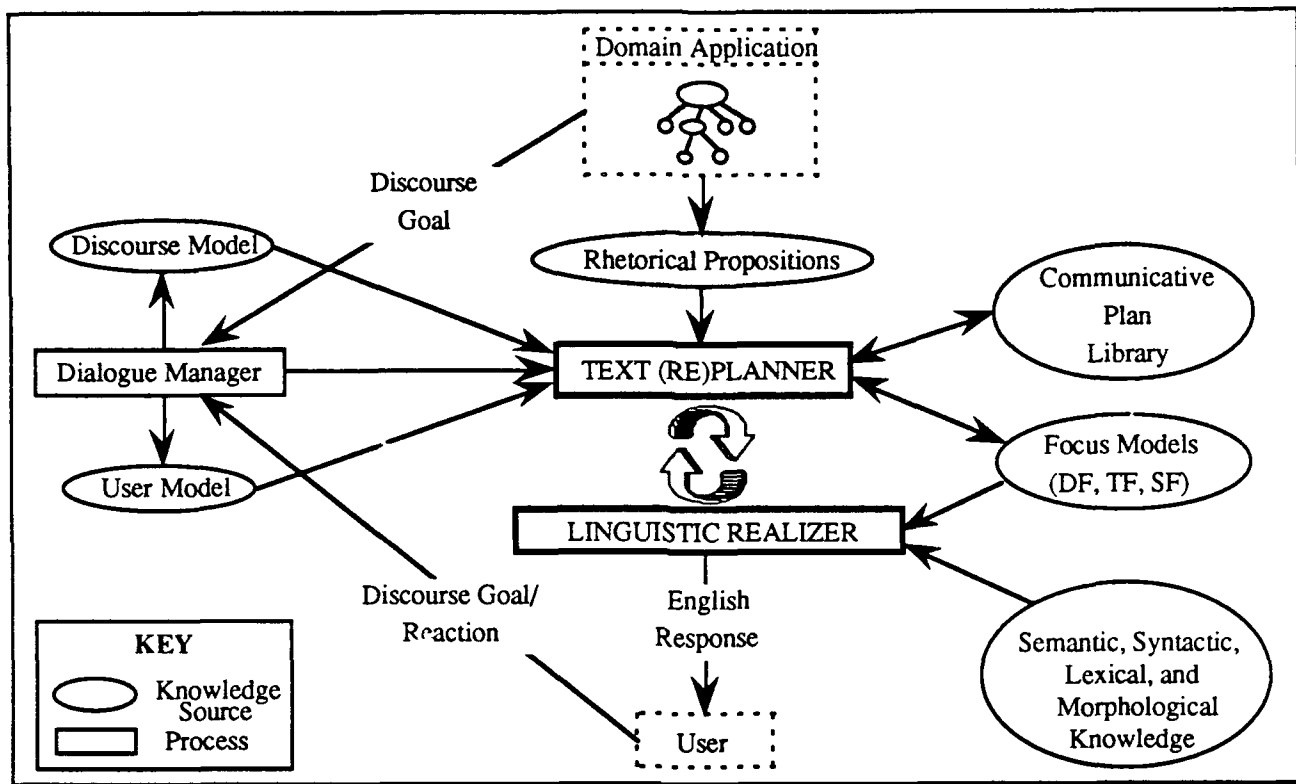 Domain Application
Discourse
Goal
Discourse Model
Rhetorical Propositions
Communicative
Plan
Library
Dialogue Manager
TEXT (RE)PLANNER
User Model
Focus Models
(DF, TF, SF)
LINGUISTIC REALIZER
Discourse Goal/
Reaction
English
Response
Semantic, Syntactic,
Lexical, and
Morphological
Knowledge
User
KEY
Knowledge
Source
Process